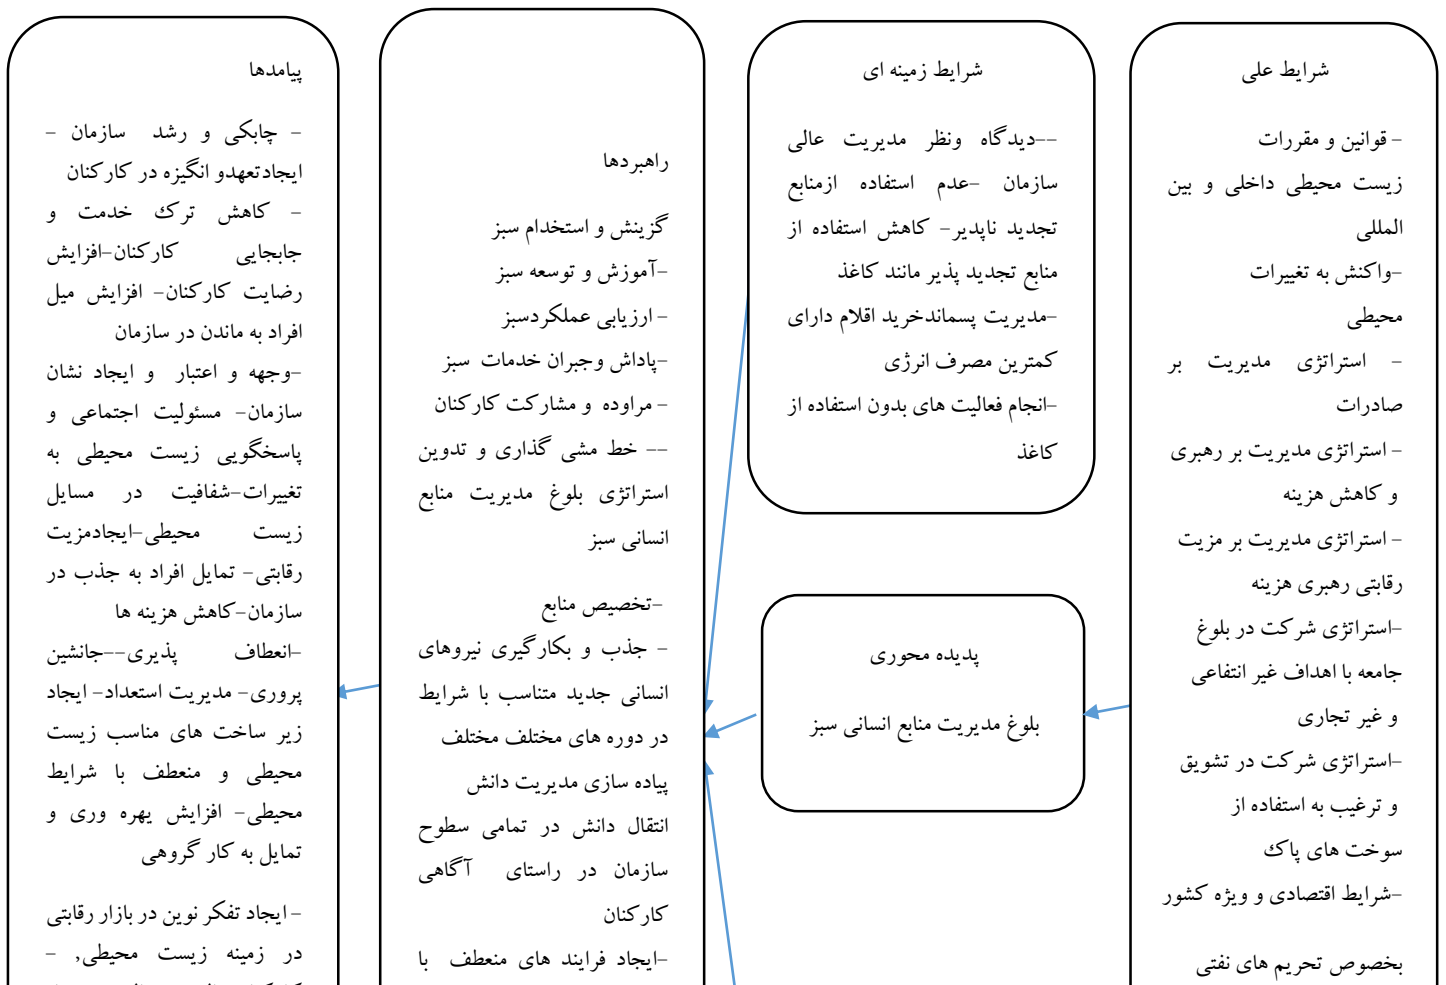 شرایط علی
- قوانین و مقررات
زیست محیطی داخلی و بین
المللی
-واکنش به تغییرات
محیطی
- استراتژی مدیریت بر
صادرات
- استراتژی مدیریت بر رهبری
و کاهش هزینه
- استراتژی مدیریت بر مزیت
رقابتی رهبری هزینه
-استراتژی شرکت در بلوغ
جامعه با اهداف غیر انتفاعی
و غیر تجاری
-استراتژی شرکت در تشویق
و ترغیب به استفاده از
سوخت های پاک
-شرایط اقتصادی و ویژه کشور
بخصوص تحریم های نفتی
شرایط زمینه ای
--دیدگاه ونظر مدیریت عالی
سازمان -عدم استفاده ازمنابع
تجدید ناپدیر- کاهش استفاده از
منابع تجدید پذیر مانند کاغذ
-مدیریت پسماندخرید اقلام دارای
کمترین مصرف انرژی
-انجام فعالیت های بدون استفاده از
کاغذ
پدیده محوری
بلوغ مدیریت منابع انسانی سبز
راهبردها
گزینش و استخدام سبز
-آموزش و توسعه سبز
- ارزیابی عملکردسبز
-پاداش وجبران خدمات سبز
- مراوده و مشارکت کارکنان
-- خط مشی گذاری و تدوین
استراتژی بلوغ مدیریت منابع
انسانی سبز
-تخصیص منابع
- جذب و بکارگیری نیروهای
انسانی جدید متناسب با شرایط
در دوره های مختلف مختلف
پیاده سازی مدیریت دانش
انتقال دانش در تمامی سطوح
سازمان در راستای آگاهی
کارکنان
-ایجاد فرایند های منعطف با
پیامدها
- چابکی و رشد سازمان -
ایجادتعهدو انگیزه در کارکنان
- کاهش ترک خدمت و
جابجایی کارکنان-افزایش
رضایت کارکنان- افزایش میل
افراد به ماندن در سازمان
-وجهه و اعتبار و ایجاد نشان
سازمان- مسئولیت اجتماعی و
پاسخگویی زیست محیطی به
تغییرات-شفافیت در مسایل
زیست محیطی-ایجادمزیت
رقابتی- تمایل افراد به جذب در
سازمان-کاهش هزینه ها
-انعطاف پذیری--جانشین
پروری- مدیریت استعداد- ایجاد
زیر ساخت های مناسب زیست
محیطی و منعطف با شرایط
محیطی- افزایش یهره وری و
تمایل به کار گروهی
- ایجاد تفکر نوین در بازار رقابتی
در زمینه زیست محیطی, -